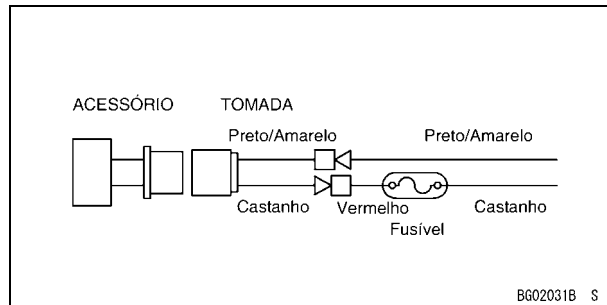 ACESSÓRIO TOMADA
Preto/Amarelo Preto/Amarelo
Castanho Vermelho Castanho
Fusível
BG02031B S